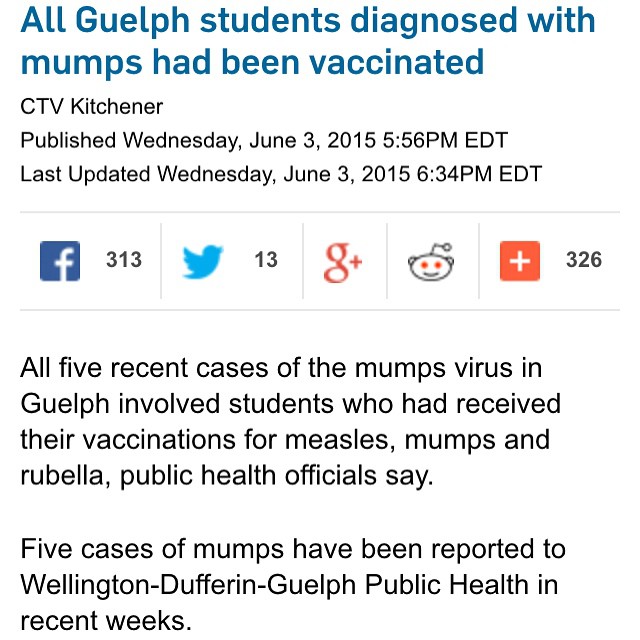 All Guelph students diagnosed with
mumps had been vaccinated
CTV Kitchener
Published Wednesday, June 3, 2015 5:56PM EDT
Last Updated Wednesday, June 3, 2015 6:34PM EDT
f 313 13 g+ + 326
All five recent cases of the mumps virus in
Guelph involved students who had received
their vaccinations for measles, mumps and
rubella, public health officials say.
Five cases of mumps have been reported to
Wellington-Dufferin-Guelph Public Health in
recent weeks.